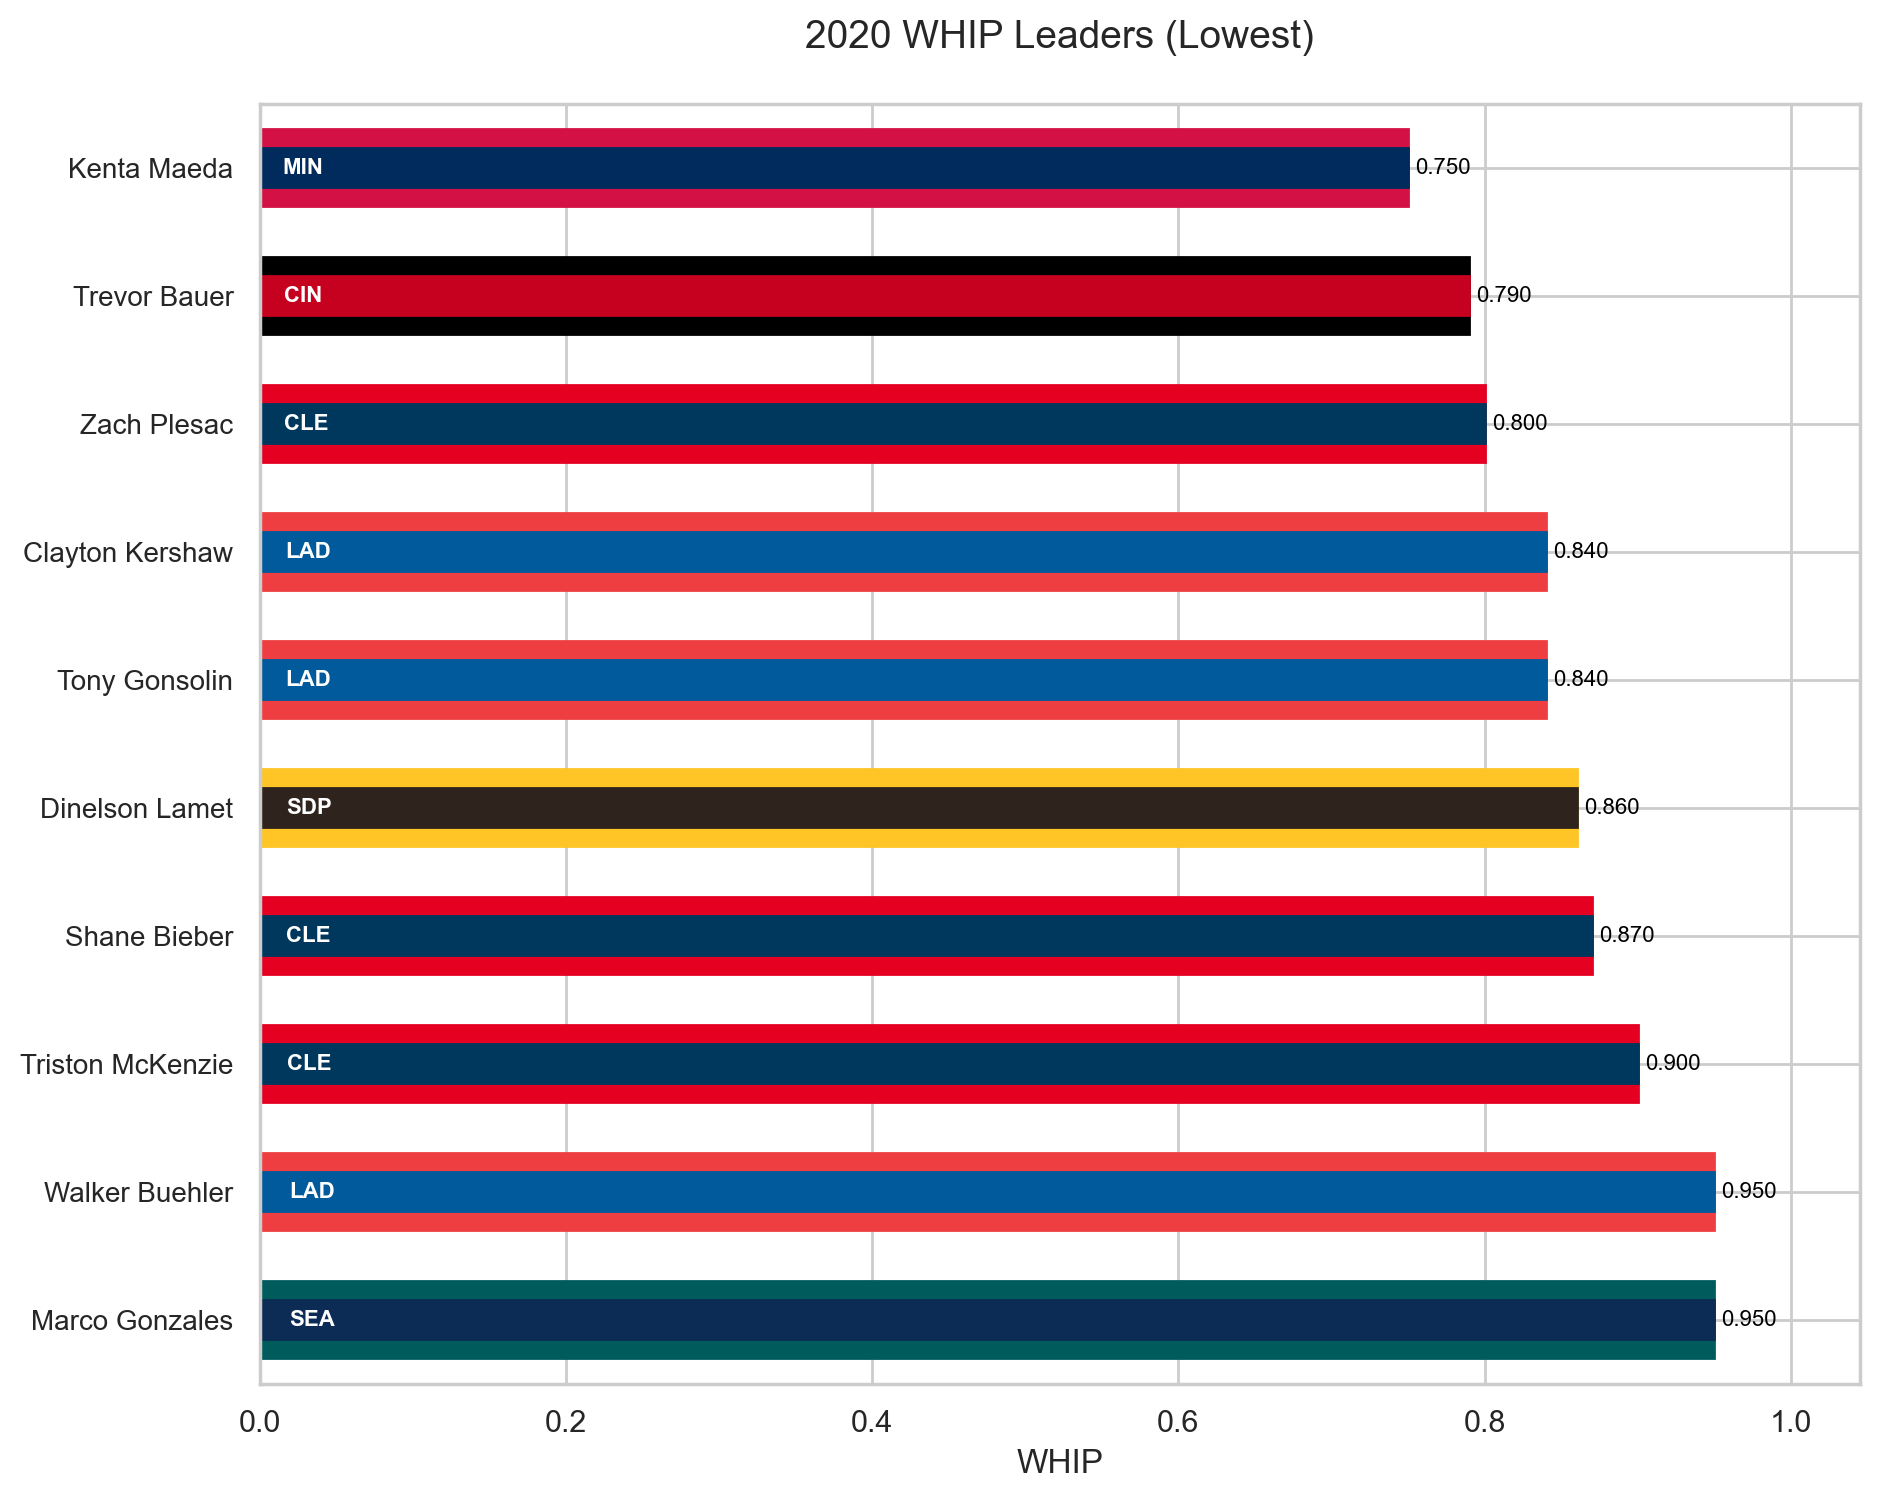 2020 WHIP Leaders (Lowest)
Kenta Maeda MIN 0.750
Trevor Bauer CIN 0.790
Zach Plesac CLE 0.800
Clayton Kershaw LAD 0.840
Tony Gonsolin LAD 0.840
Dinelson Lamet SDP 0.860
Shane Bieber CLE 0.870
Triston McKenzie CLE 0.900
Walker Buehler LAD 0.950
Marco Gonzales SEA 0.950
0.0 0.2 0.4 0.6 0.8 1.0
WHIP